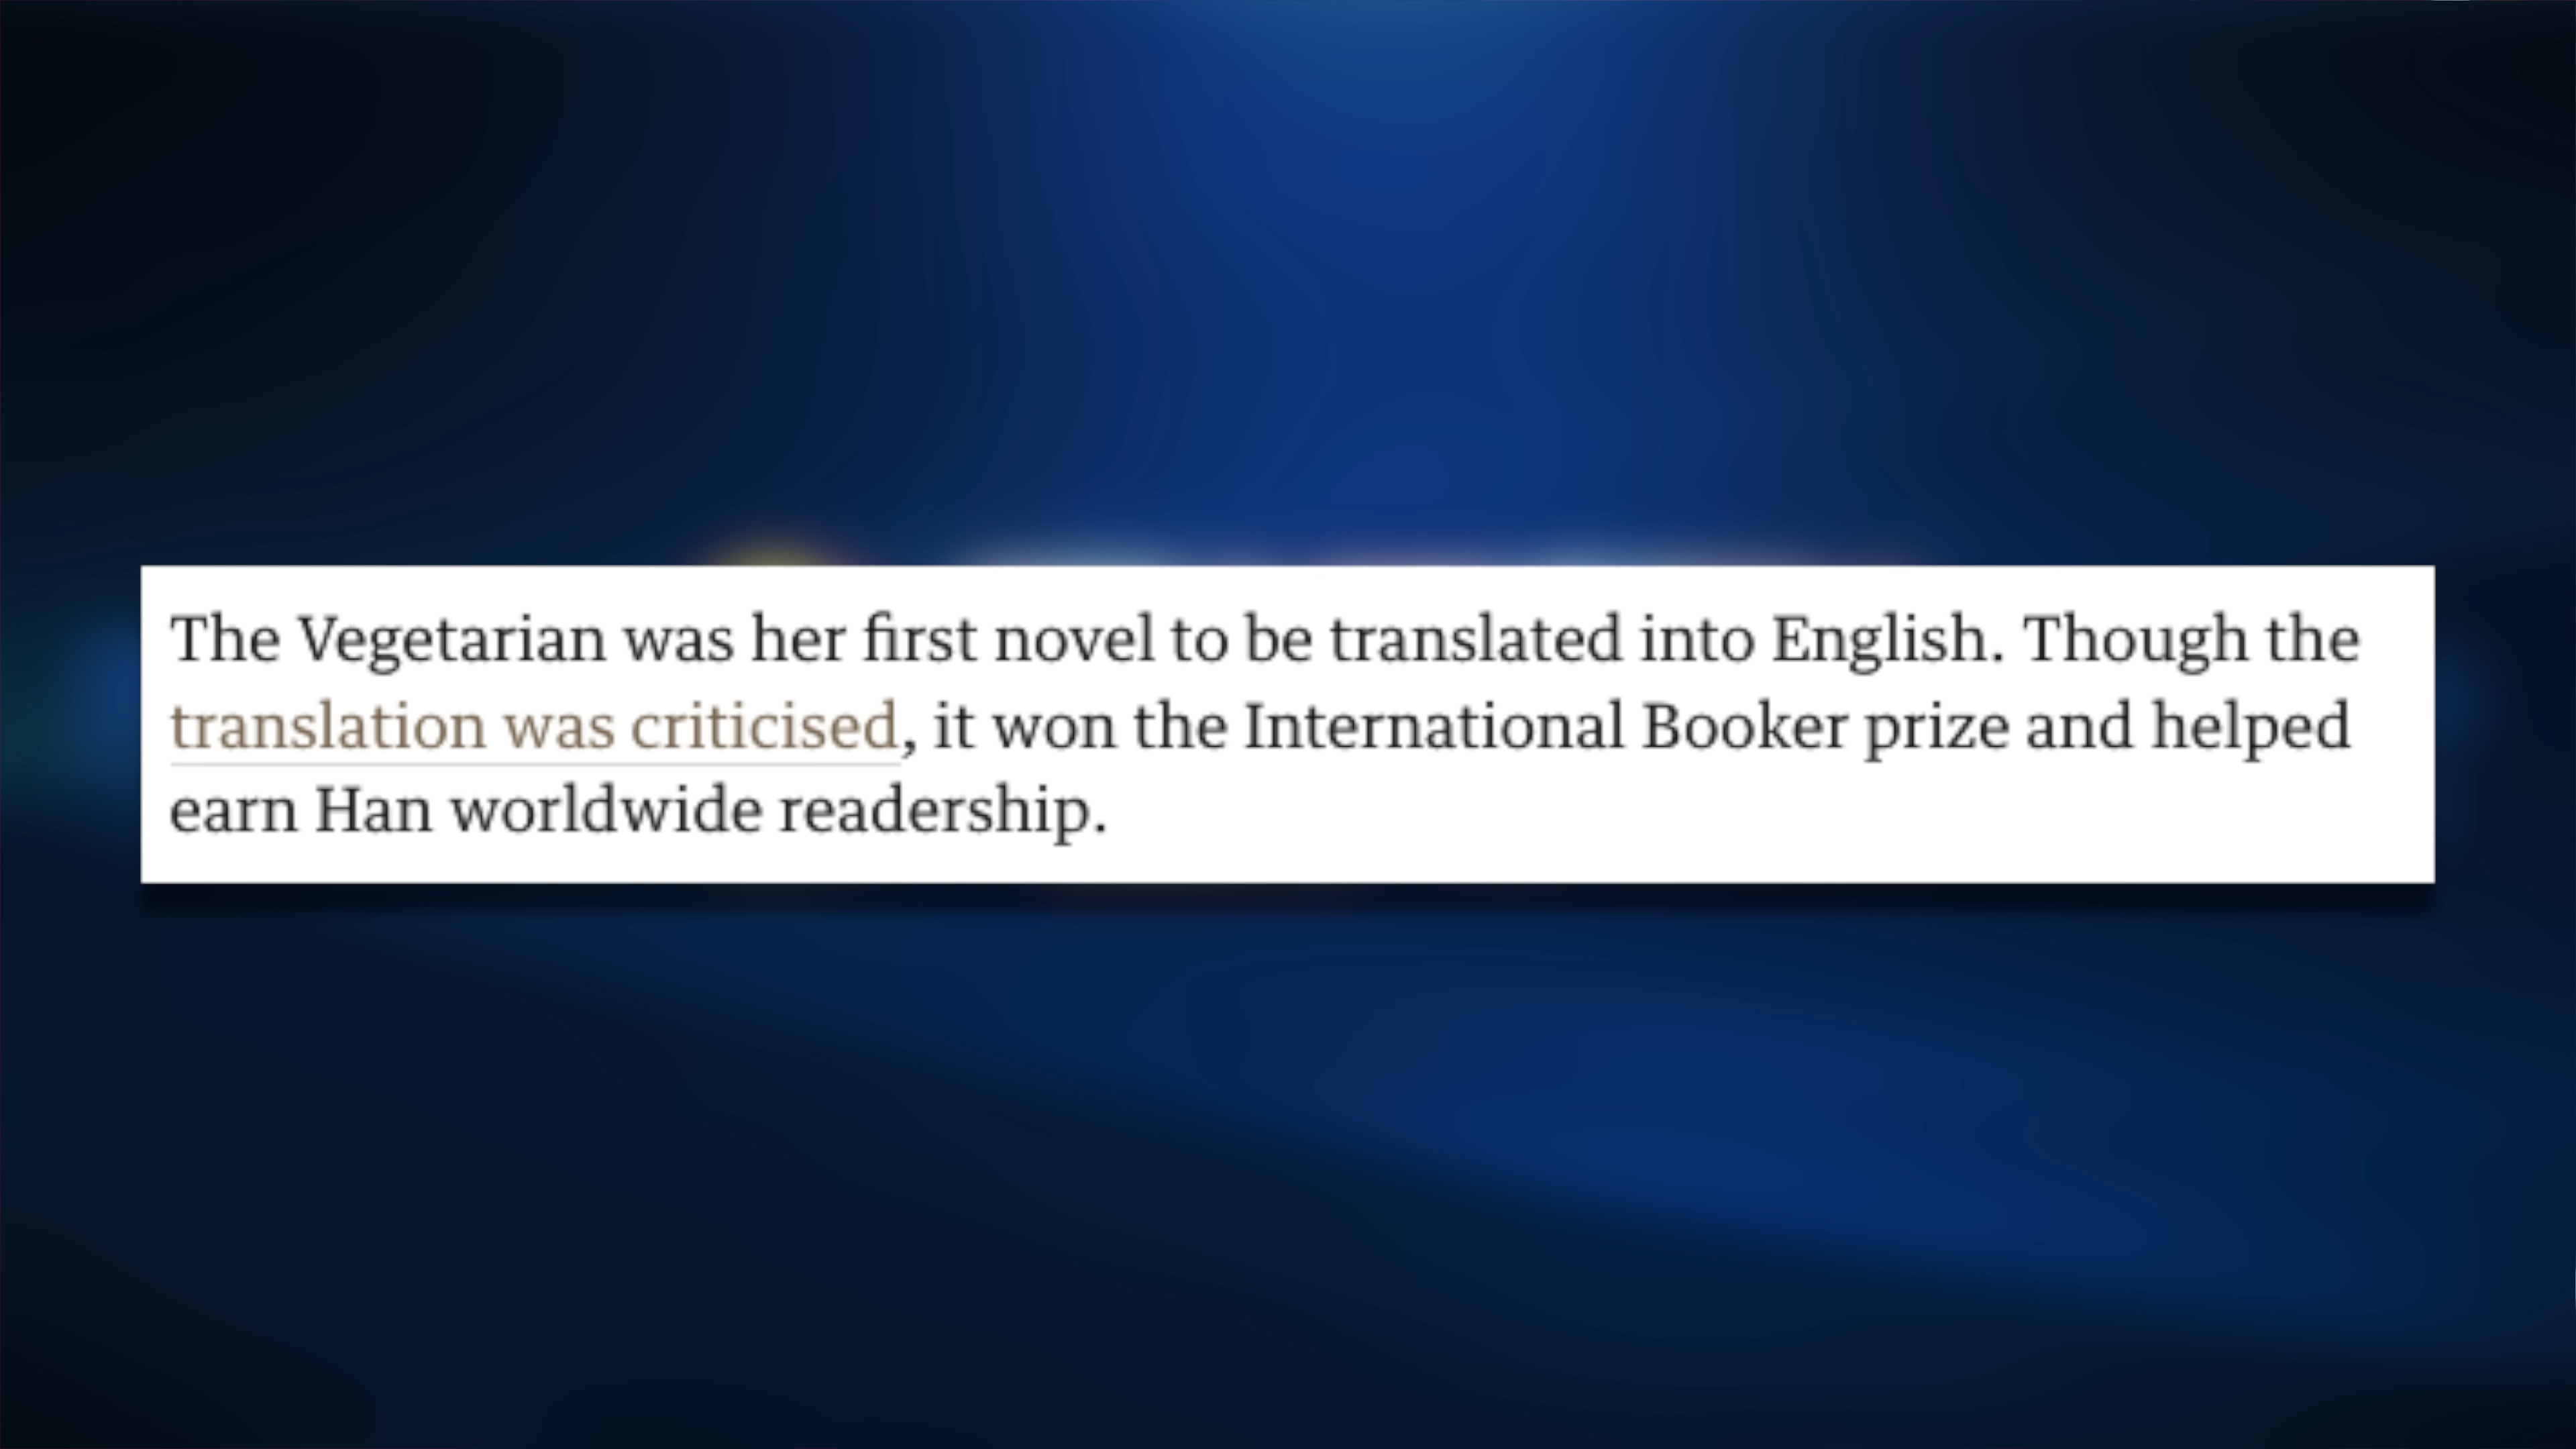 The Vegetarian was her first novel to be translated into English. Though the
translation was criticised, it won the International Booker prize and helped
earn Han worldwide readership.